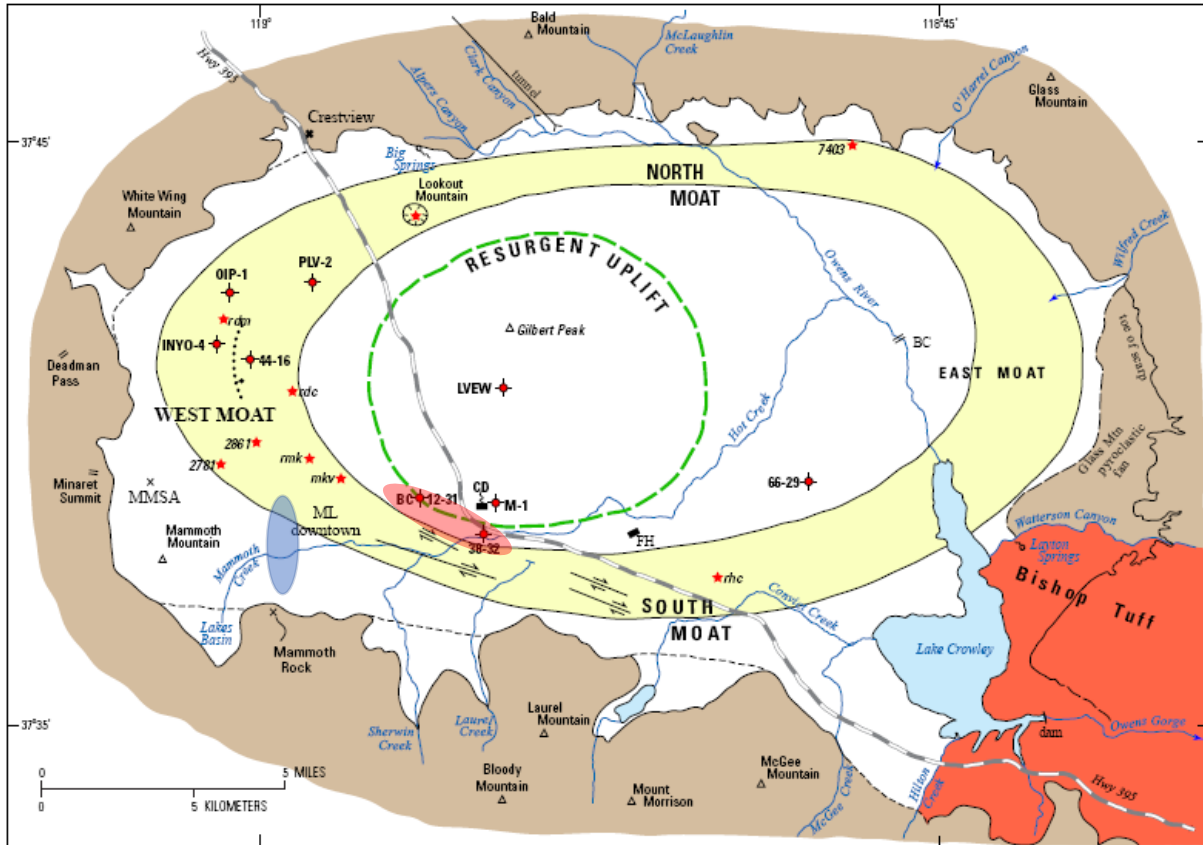 119°
118°45'
Hwy 395
Bald
Mountain
McLaughlin
Creek
Clark Canyon
tunnel
Alpers Canyon
O'Harrel Canyon
Glass
Mountain
Crestview
37°45'
7403
Big
Springs
NORTH
MOAT
Lookout
Mountain
White Wing
Mountain
Wilfred Creek
RESURGENT UPLIFT
OIP-1
PLV-2
Owens River
rdm
Gilbert Peak
toe of scarp
INYO-4
44-16
BC
Deadman
Pass
EAST MOAT
LVEW
rdc
Hot Creek
WEST MOAT
2861
Glass Mtn
pyroclastic
fan
2781
rmk
Minaret
Summit
mkv
MMSA
66-29
CD
BC
12-31
M-1
ML
downtown
Watterson Canyon
Mammoth
Mountain
38-32
FH
Layton
Springs
Mammoth
Creek
rhc
Bishop Tuff
Convict Creek
SOUTH
MOAT
Lakes
Basin
Lake Crowley
Mammoth
Rock
37°35'
Laurel
Mountain
Sherwin
Creek
Laurel
Creek
dam
Owens Gorge
0 5 MILES
0 5 KILOMETERS
Bloody
Mountain
Mount
Morrison
McGee
Mountain
McGee Creek
Hilton
Creek
Hwy 395